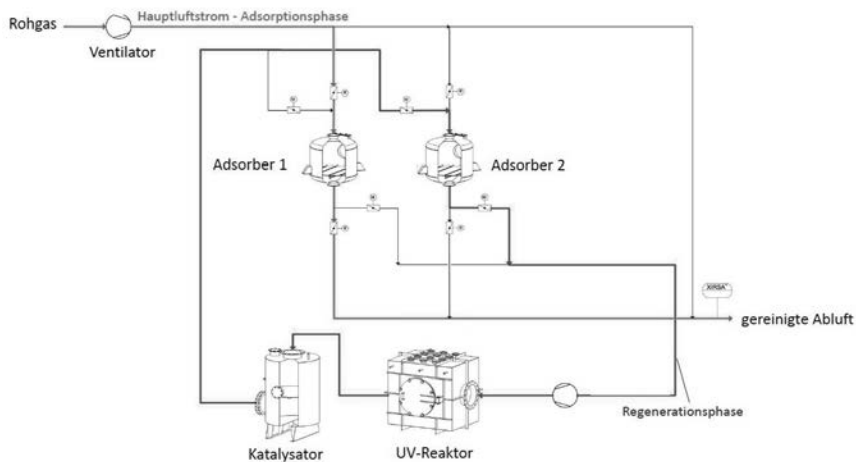 Hauptluftstrom - Adsorptionsphase
Rohgas
Ventilator
Adsorber 1
Adsorber 2
gereinigte Abluft
Regenerationsphase
Katalysator
UV-Reaktor